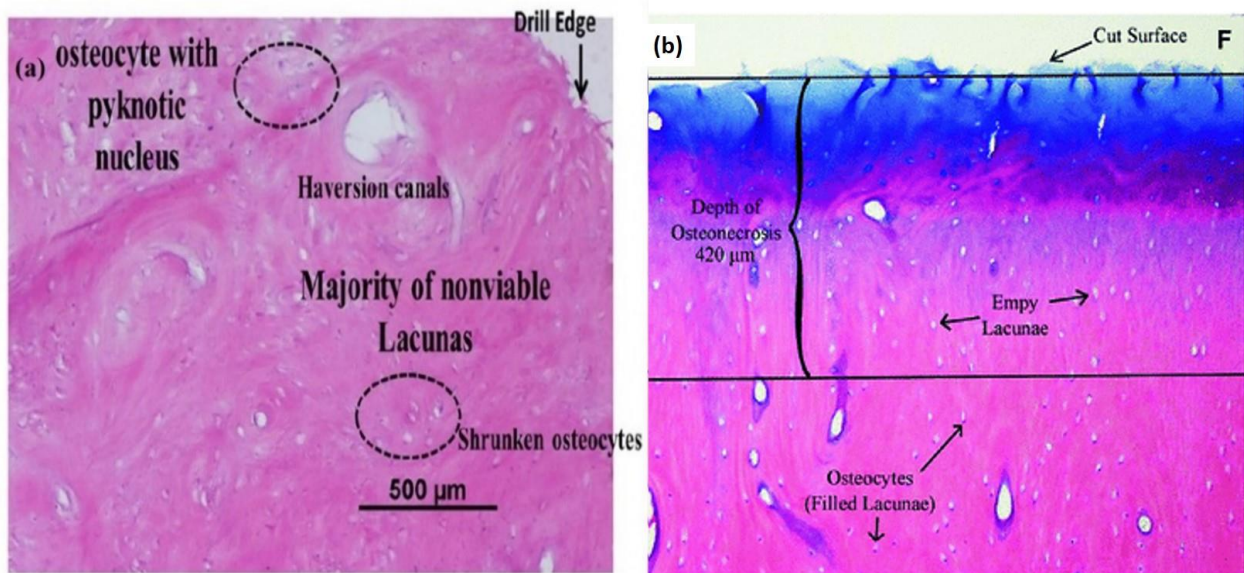 (a)
osteocyte with
pyknotic
nucleus
Drill Edge
Haversion canals
Majority of nonviable
Lacunas
Shrunken osteocytes
500 µm
(b)
Cut Surface
F
Depth of
Osteonecrosis
420 µm
Empy
Lacunae
Osteocytes
(Filled Lacunae)